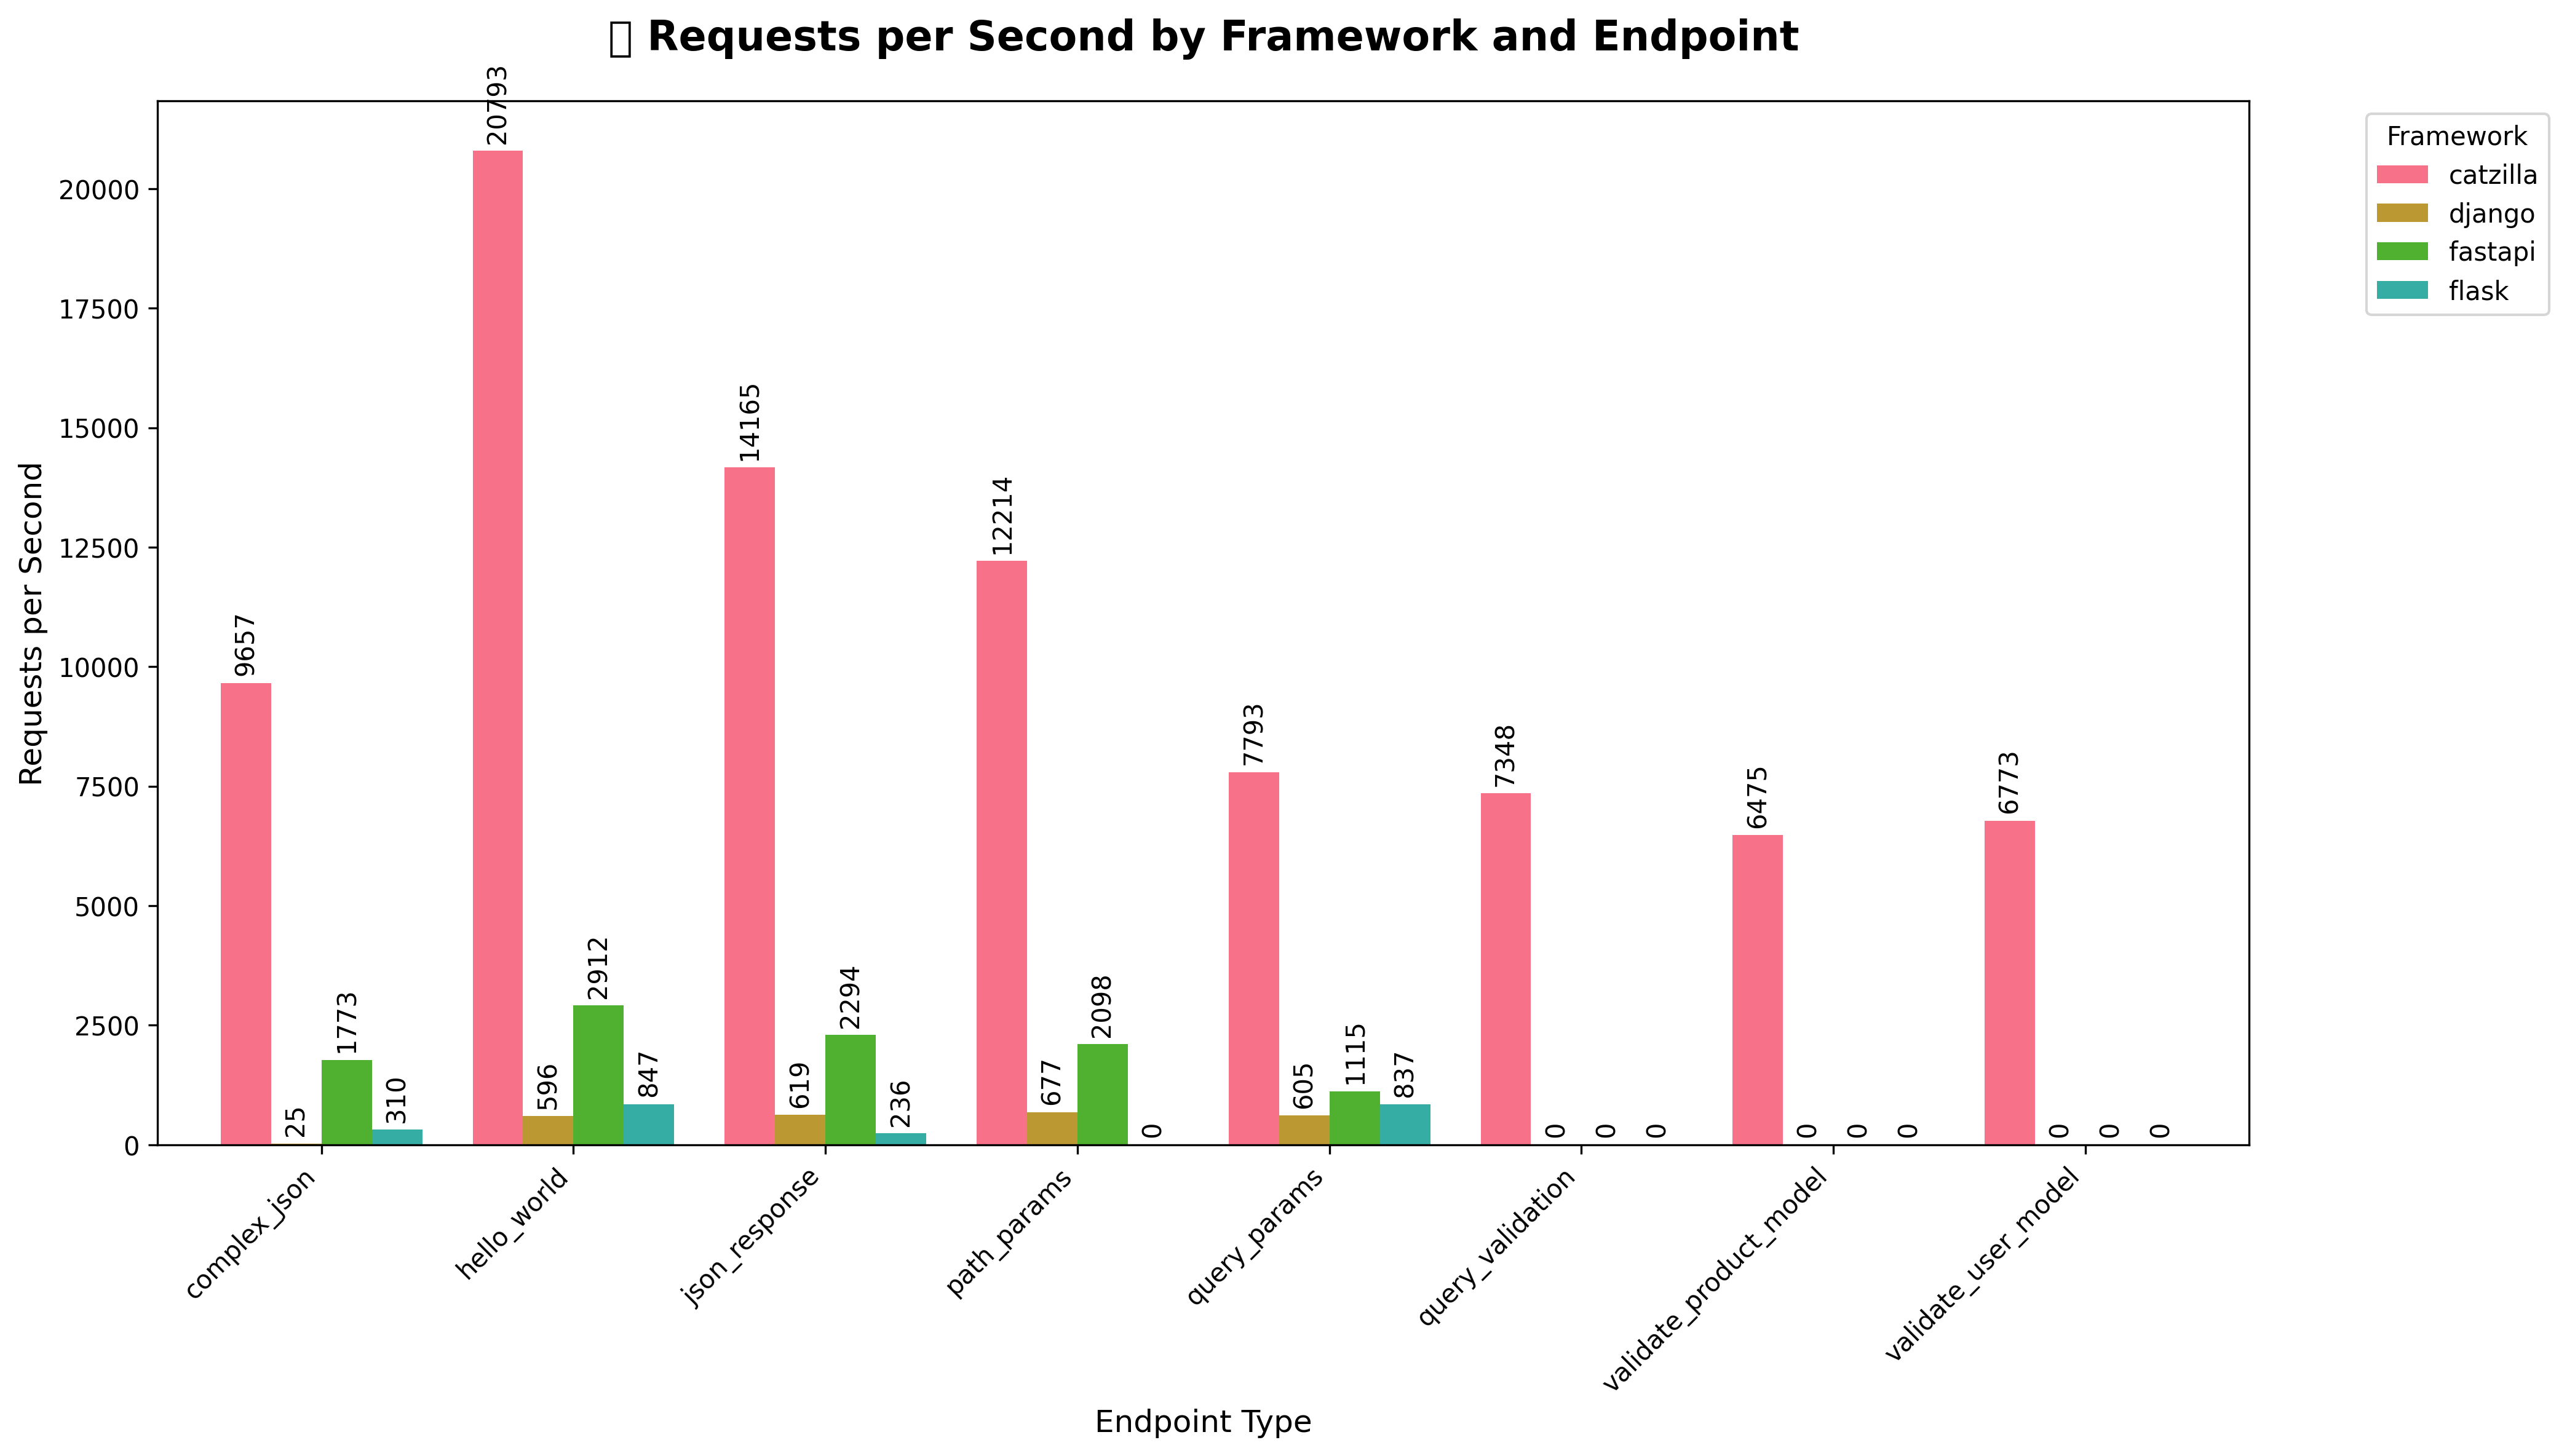 Requests per Second by Framework and Endpoint
Requests per Second
20000
17500
15000
12500
10000
7500
5000
2500
0
9657
25
1773
310
20793
596
2912
847
14165
619
2294
236
12214
677
2098
0
7793
605
1115
837
7348
0
0
0
6475
0
0
0
6773
0
0
0
complex_json
hello_world
json_response
path_params
query_params
query_validation
validate_product_model
validate_user_model
Endpoint Type
Framework
catzilla
django
fastapi
flask